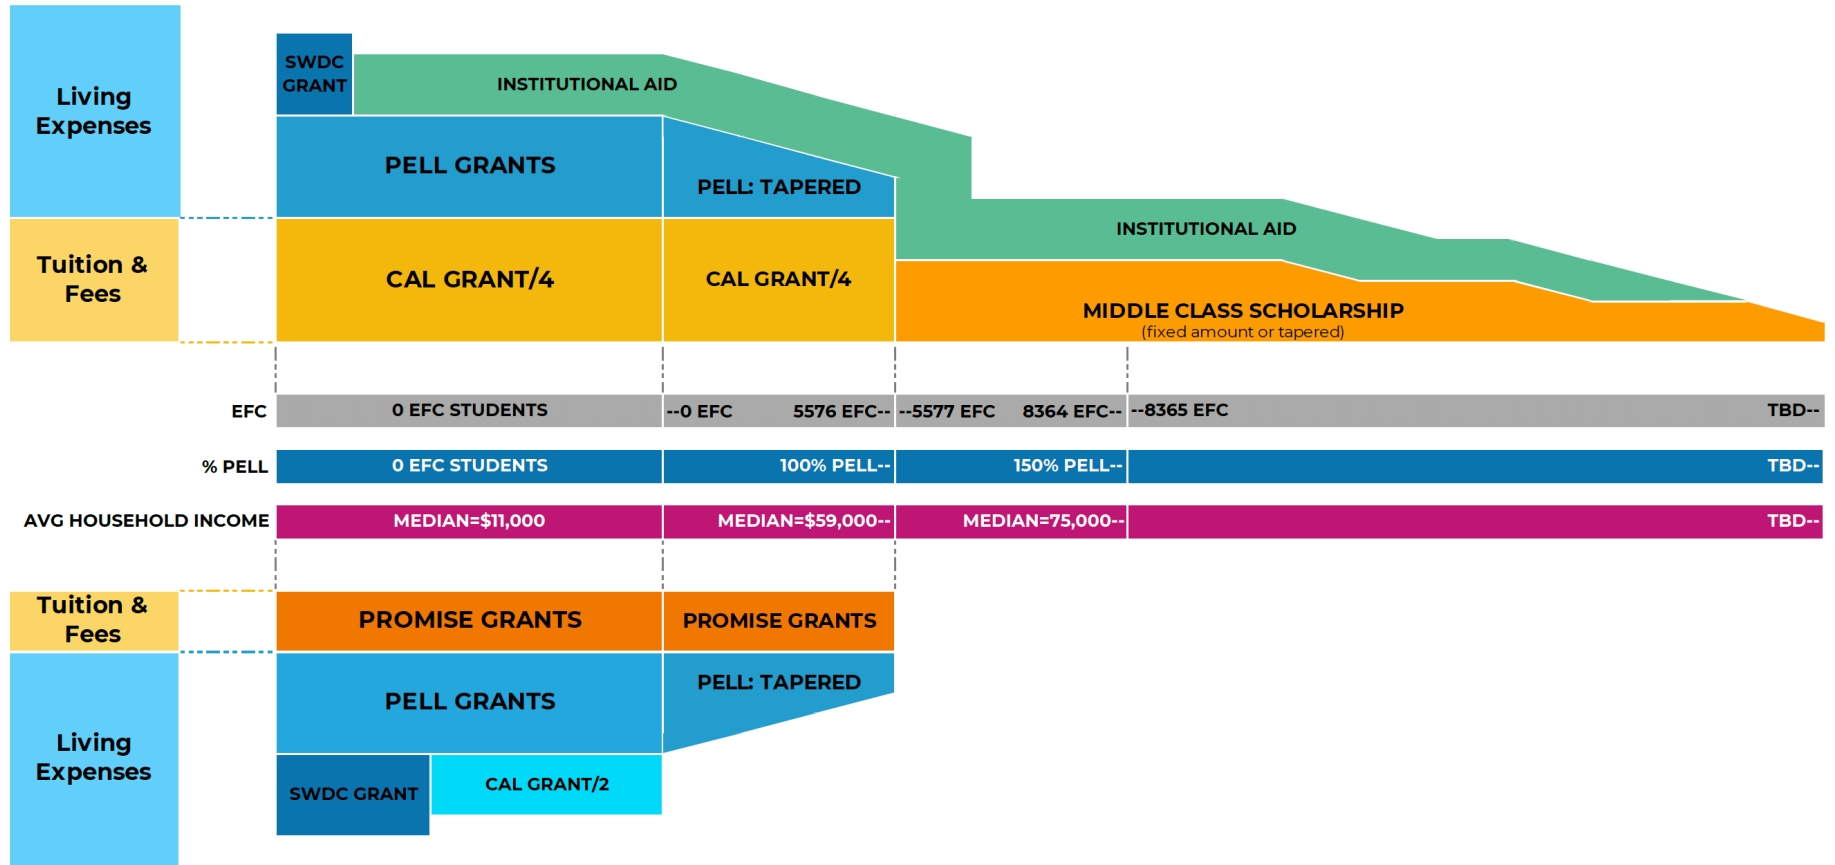 Living
Expenses
SWDC
GRANT
INSTITUTIONAL AID
PELL GRANTS
PELL: TAPERED
INSTITUTIONAL AID
Tuition &
Fees
CAL GRANT/4
CAL GRANT/4
MIDDLE CLASS SCHOLARSHIP
(fixed amount or tapered)
EFC
0 EFC STUDENTS
--0 EFC
5576 EFC--
--5577 EFC
8364 EFC--
--8365 EFC
TBD--
% PELL
0 EFC STUDENTS
100% PELL--
150% PELL--
TBD--
AVG HOUSEHOLD INCOME
MEDIAN=$11,000
MEDIAN=$59,000--
MEDIAN=75,000--
TBD--
Tuition &
Fees
PROMISE GRANTS
PROMISE GRANTS
PELL GRANTS
PELL: TAPERED
Living
Expenses
SWDC GRANT
CAL GRANT/2